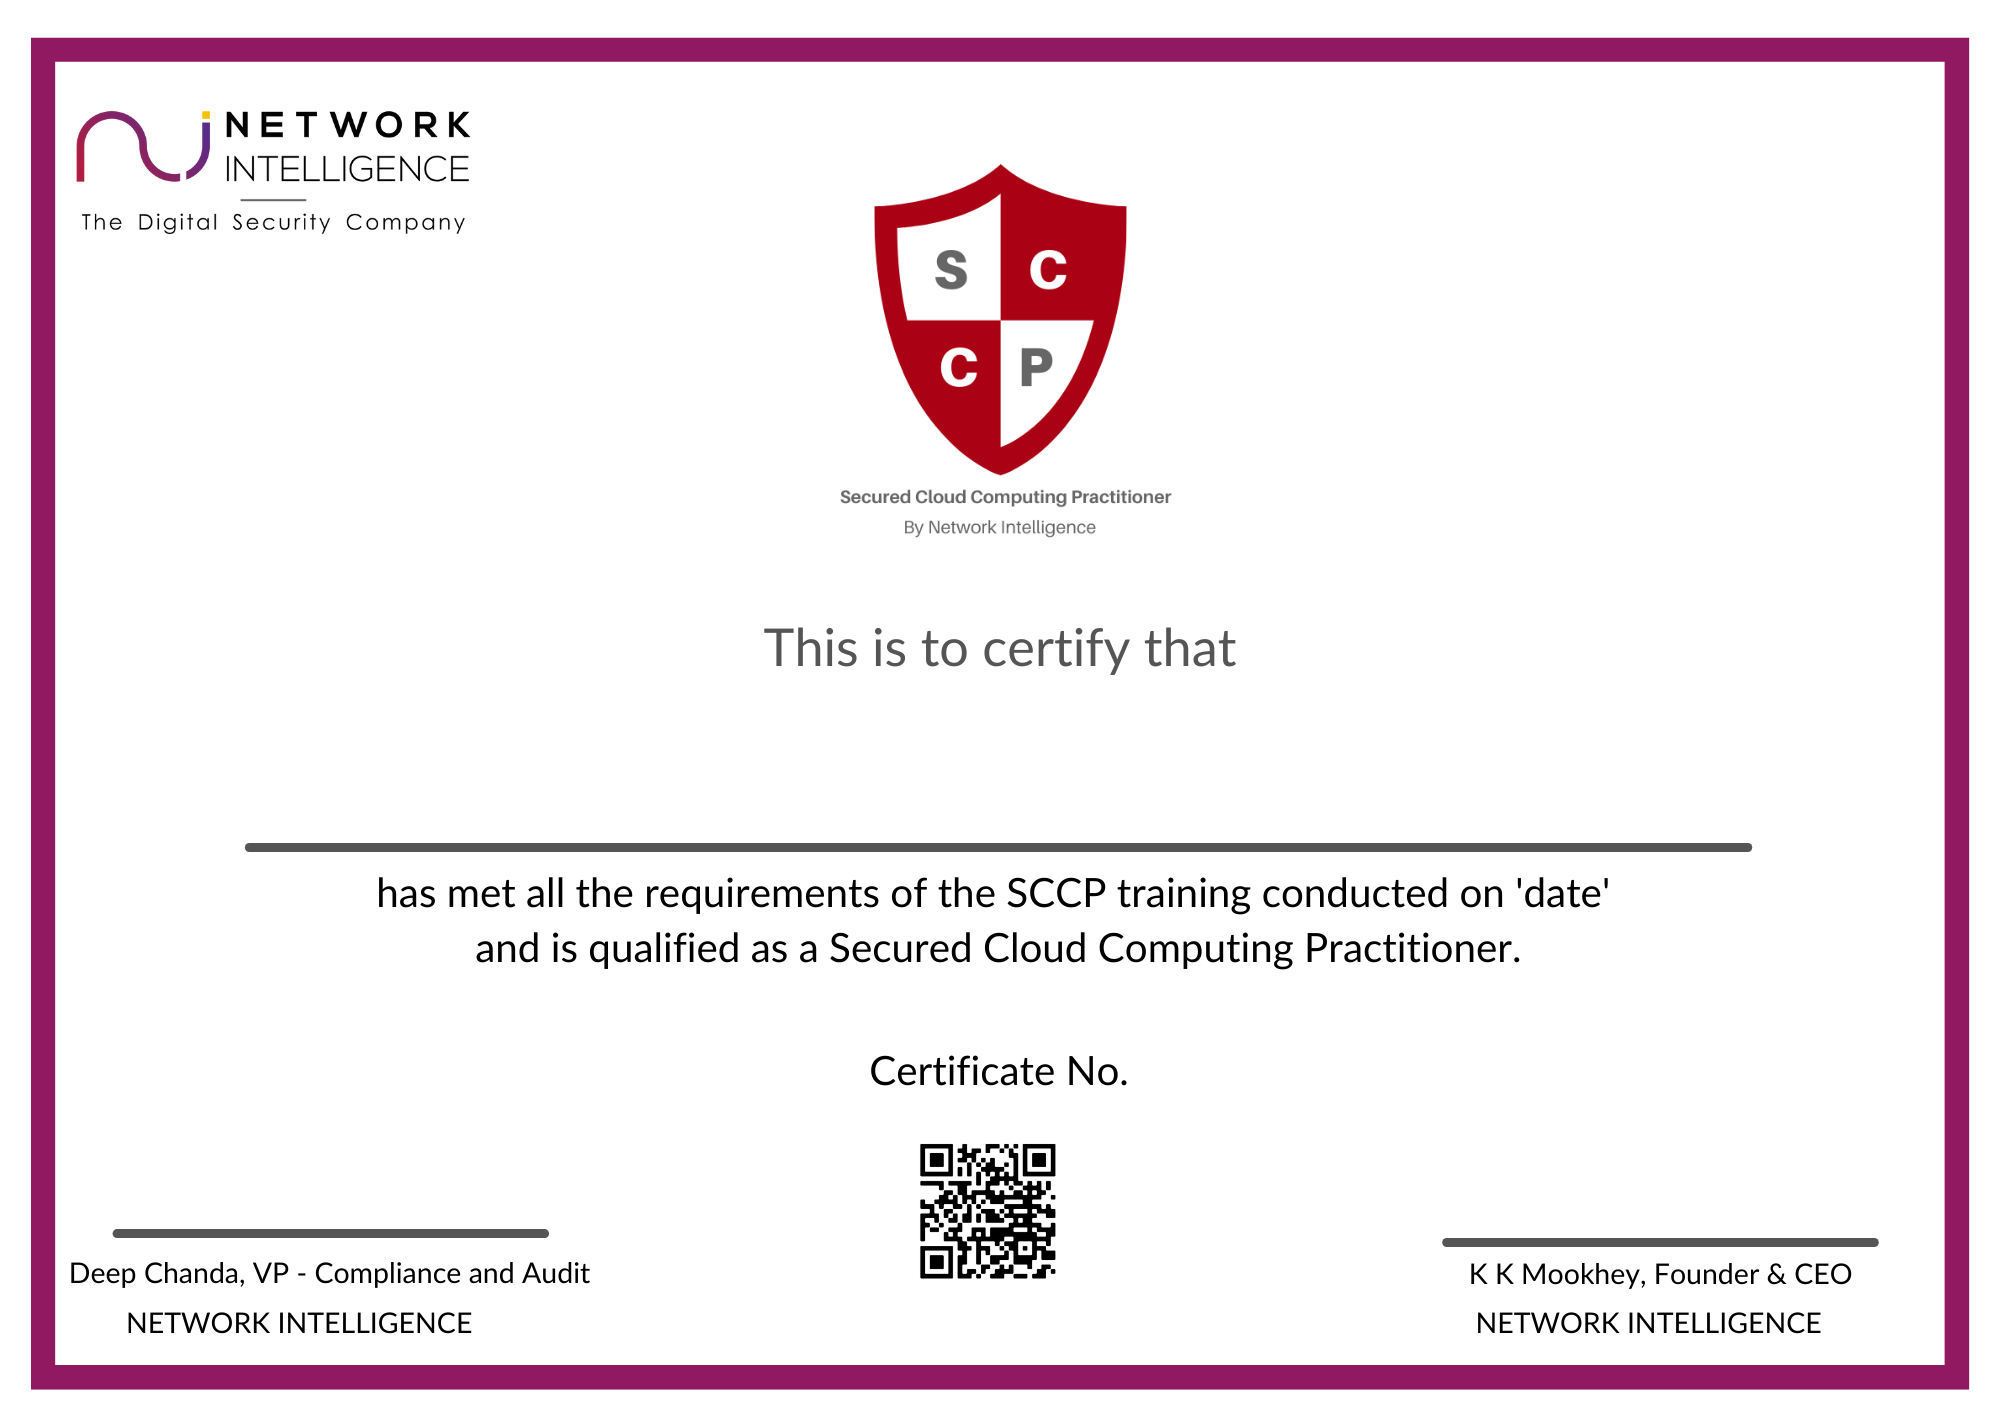 NETWORK
INTELLIGENCE
The Digital Security Company
S C
C P
Secured Cloud Computing Practitioner
By Network Intelligence
This is to certify that
has met all the requirements of the SCCP training conducted on 'date'
and is qualified as a Secured Cloud Computing Practitioner.
Certificate No.
Deep Chanda, VP - Compliance and Audit
NETWORK INTELLIGENCE
K K Mookhey, Founder & CEO
NETWORK INTELLIGENCE